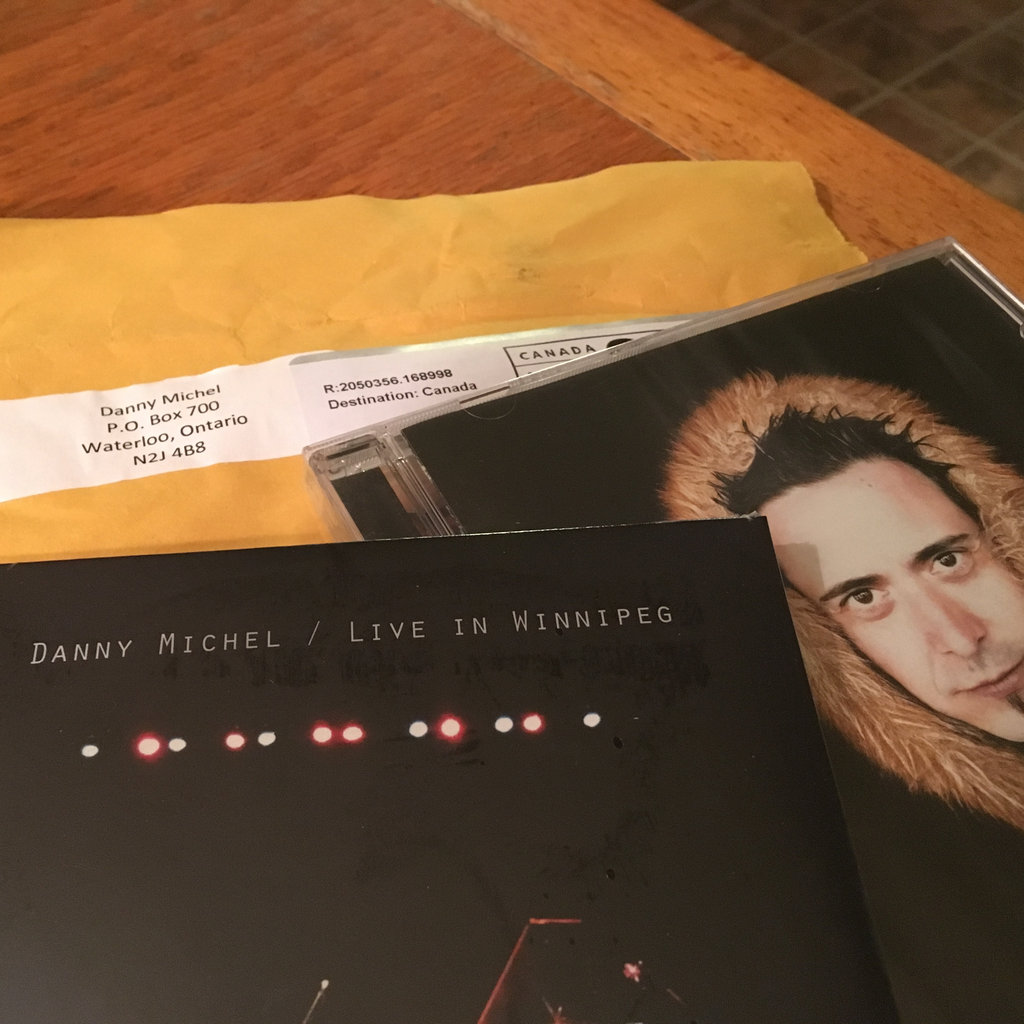 Danny Michel
P.O. Box 700
Waterloo, Ontario
N2J 4B8
R:2050356.168998
Destination: Canada
CANADA
DANNY MICHEL / LIVE IN WINNIPEG